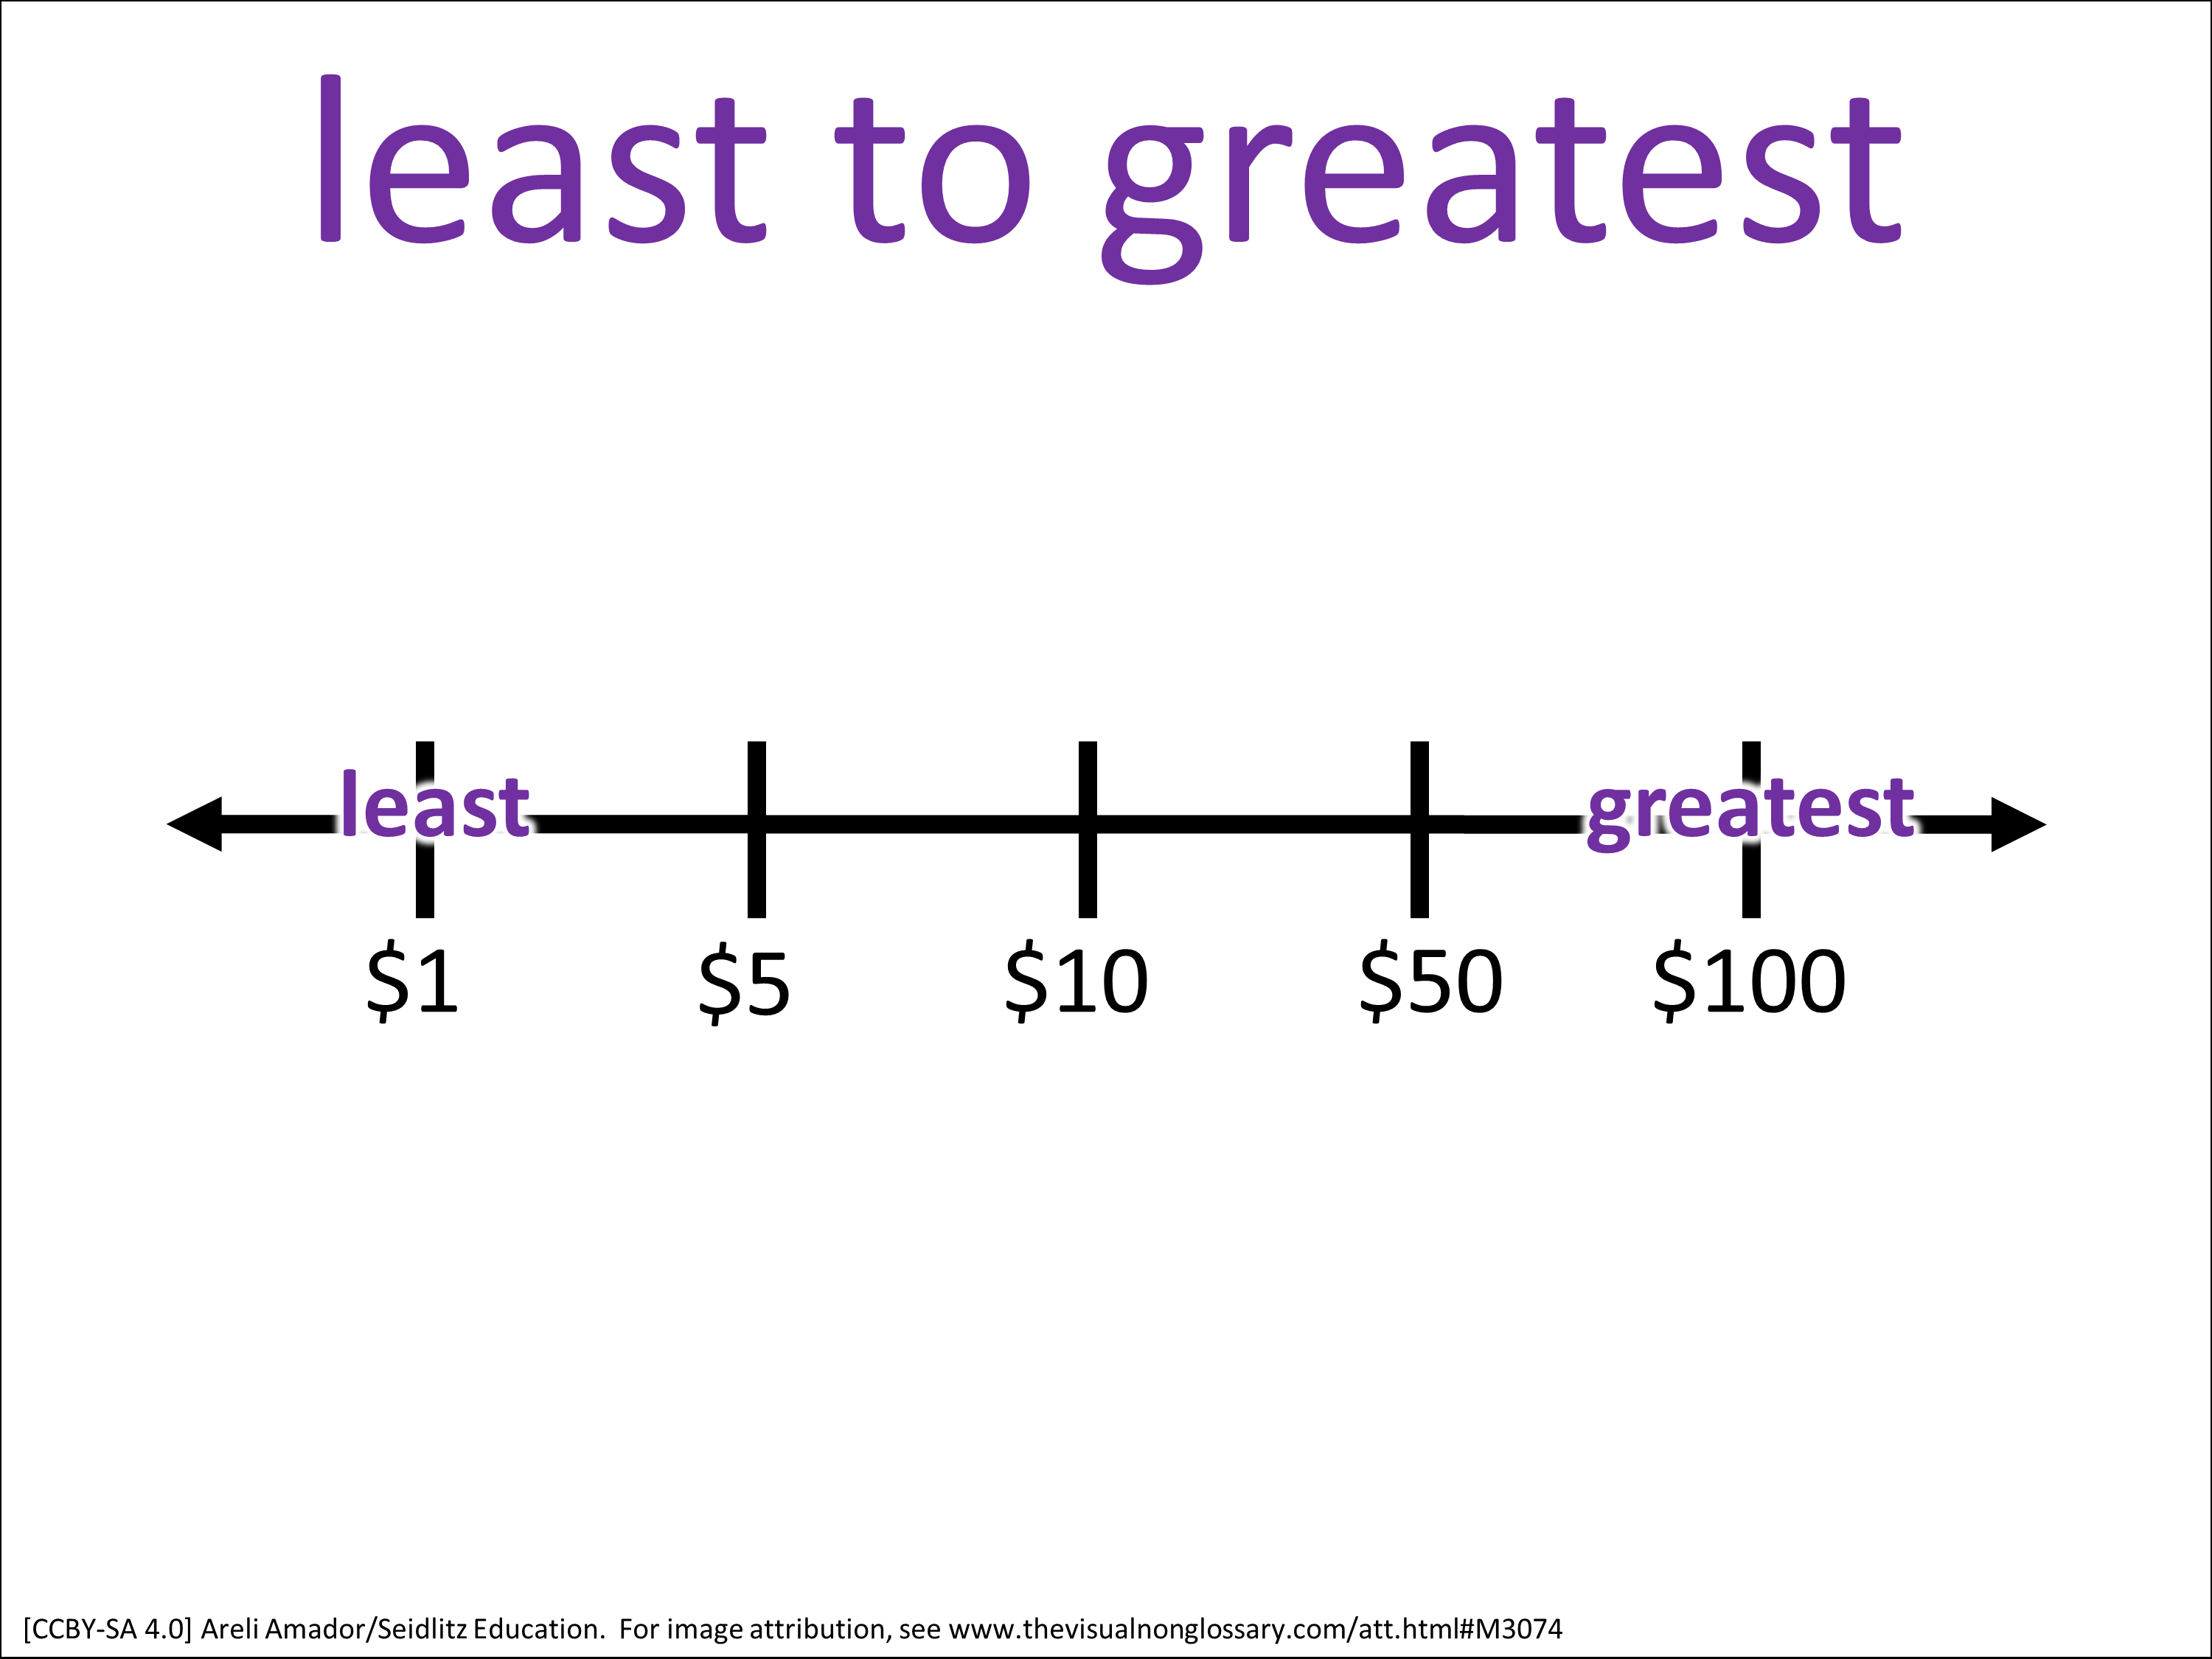 least to greatest
least greatest
$1 $5 $10 $50 $100
[CCBY-SA 4.0] Areli Amador/Seidlitz Education.  For image attribution, see www.thevisualnonglossary.com/att.html#M3074